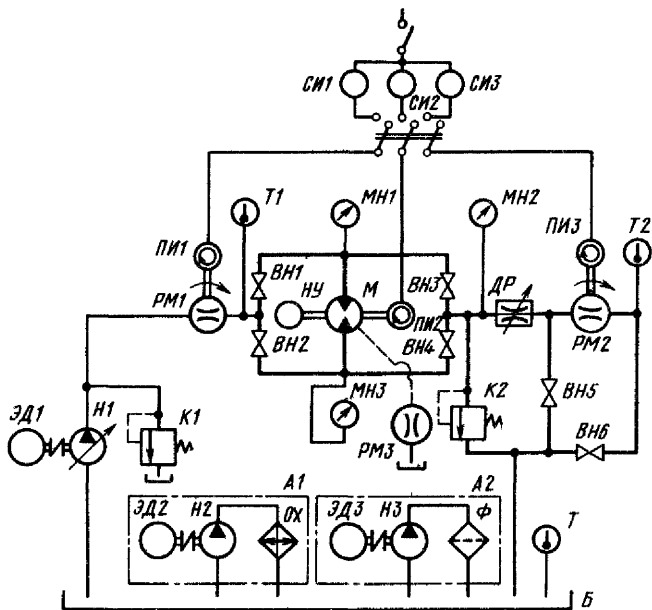 СИ1
СИ2
СИ3
Т1
МН1
МН2
ПИ1
ПИ3
Т2
ВН1
НУ
М
ВН3
ДР
РМ1
ВН2
ПИ2
ВН4
РМ2
МН3
К2
ВН5
ЭД1
Н1
К1
РМ3
ВН6
А1
А2
ЭД2
Н2
ОХ
ЭД3
Н3
Ф
Т
Б